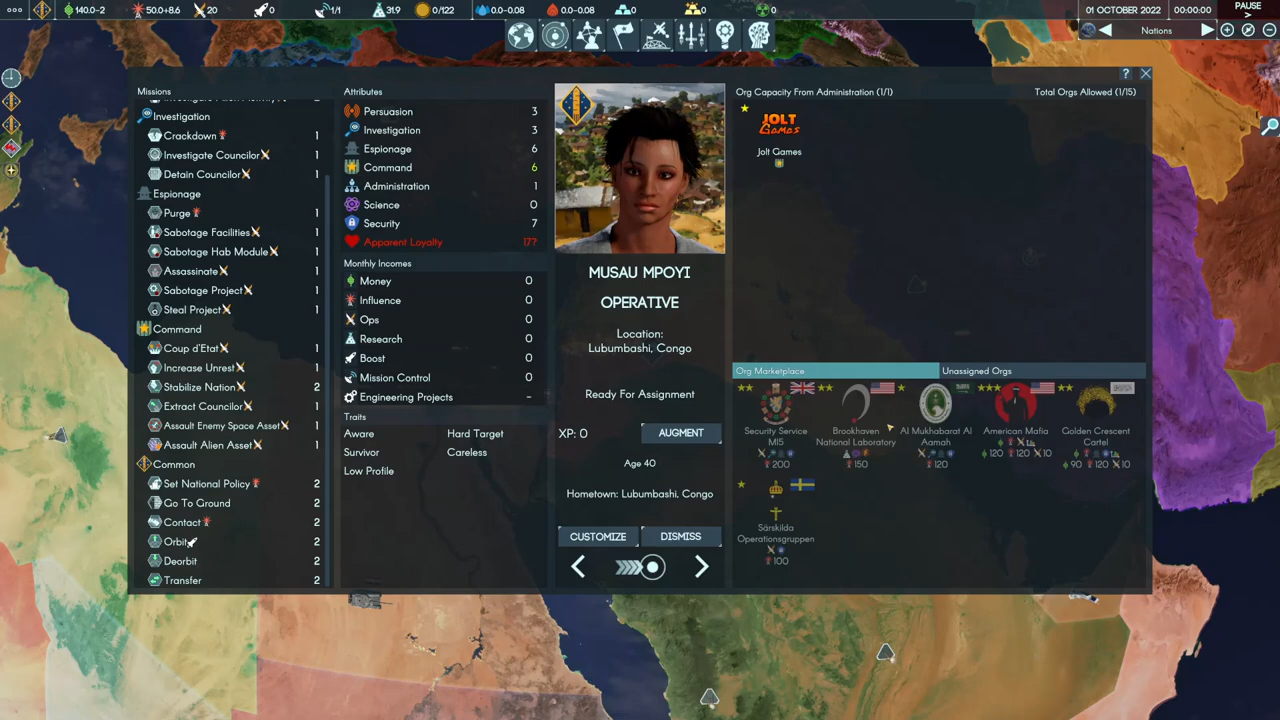 140.0-2
50.0+8.6
20
0
1/1
31.9
0/122
0.0-0.08
0.0-0.08
0
0
0
01 OCTOBER 2022
00:00:00
PAUSE
>
Nations
Missions
Investigation
Crackdown 1
Investigate Councilor 1
Detain Councilor 1
Espionage
Purge 1
Sabotage Facilities 1
Sabotage Hab Module 1
Assassinate 1
Sabotage Project 1
Steal Project 1
Command
Coup d'Etat 1
Increase Unrest 1
Stabilize Nation 2
Extract Councilor 1
Assault Enemy Space Asset 1
Assault Alien Asset 1
Common
Set National Policy 2
Go To Ground 2
Contact 2
Orbit 2
Deorbit 2
Transfer 2
Attributes
Persuasion 3
Investigation 3
Espionage 6
Command 6
Administration 1
Science 0
Security 7
Apparent Loyalty 17?
Monthly Incomes
Money 0
Influence 0
Ops 0
Research 0
Boost 0
Mission Control 0
Engineering Projects -
Traits
Aware Hard Target
Survivor Careless
Low Profile
MUSAU MPOYI
OPERATIVE
Location:
Lubumbashi, Congo
Ready For Assignment
XP: 0 AUGMENT
Age 40
Hometown: Lubumbashi, Congo
CUSTOMIZE DISMISS
? X
Org Capacity From Administration (1/1) Total Orgs Allowed (1/15)
JOLT
Games
Jolt Games
Org Marketplace Unassigned Orgs
Security Service
MI5
200
Brookhaven
National Laboratory
150
Al Mukhabarat Al
Aamah
120
American Mafia
120 120 10
Golden Crescent
Cartel
90 120 10
Särskilda
Operationsgruppen
100